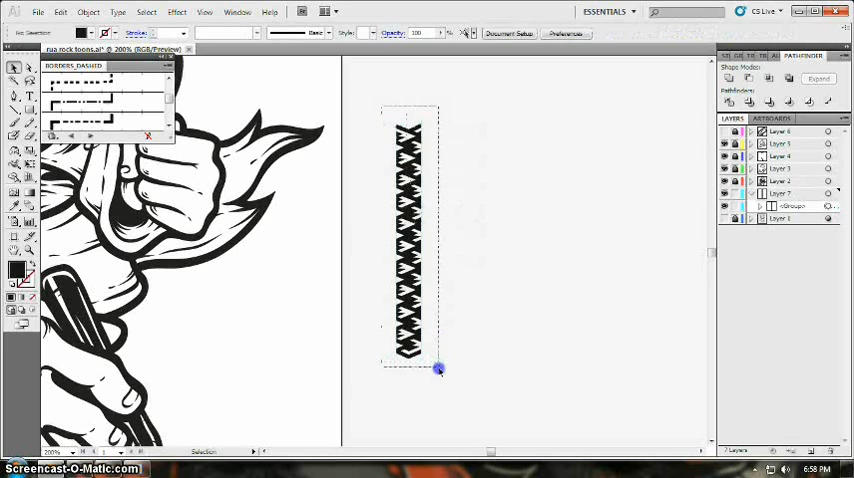 Ai File Edit Object Type Select Effect View Window Help Br ESSENTIALS CS Live
No Selection Stroke: Basic Style: Opacity: 100 % Document Setup Preferences
rua rock toons.ai* @ 200% (RGB/Preview)
BORDERS_DASHED
PATHFINDER
Shape Modes:
Expand
Pathfinders:
LAYERS ARTBOARDS
Layer 6
Layer 5
Layer 4
Layer 3
Layer 2
Layer 7
<Group>
Layer 1
200% 1 Selection 7 Layers
Screencast-O-Matic.com
6:58 PM